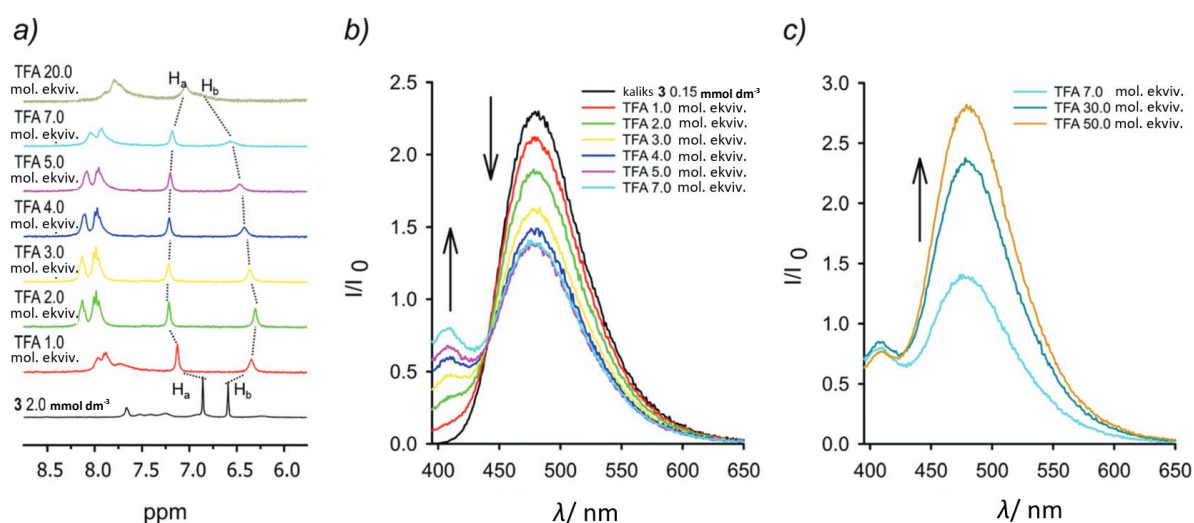 a)
TFA 20.0
mol. ekviv.
Ha
Hb
TFA 7.0
mol. ekviv.
TFA 5.0
mol. ekviv.
TFA 4.0
mol. ekviv.
TFA 3.0
mol. ekviv.
TFA 2.0
mol. ekviv.
TFA 1.0
mol. ekviv.
Ha
Hb
3 2.0 mmol dm-3
8.5 8.0 7.5 7.0 6.5 6.0
ppm
b)
kaliks 3 0.15 mmol dm-3
TFA 1.0 mol. ekviv.
TFA 2.0 mol. ekviv.
TFA 3.0 mol. ekviv.
TFA 4.0 mol. ekviv.
TFA 5.0 mol. ekviv.
TFA 7.0 mol. ekviv.
I/I 0
2.5
2.0
1.5
1.0
0.5
0.0
400 450 500 550 600 650
λ/ nm
c)
TFA 7.0 mol. ekviv.
TFA 30.0 mol. ekviv.
TFA 50.0 mol. ekviv.
I/I 0
3.0
2.5
2.0
1.5
1.0
0.5
0.0
400 450 500 550 600 650
λ/ nm